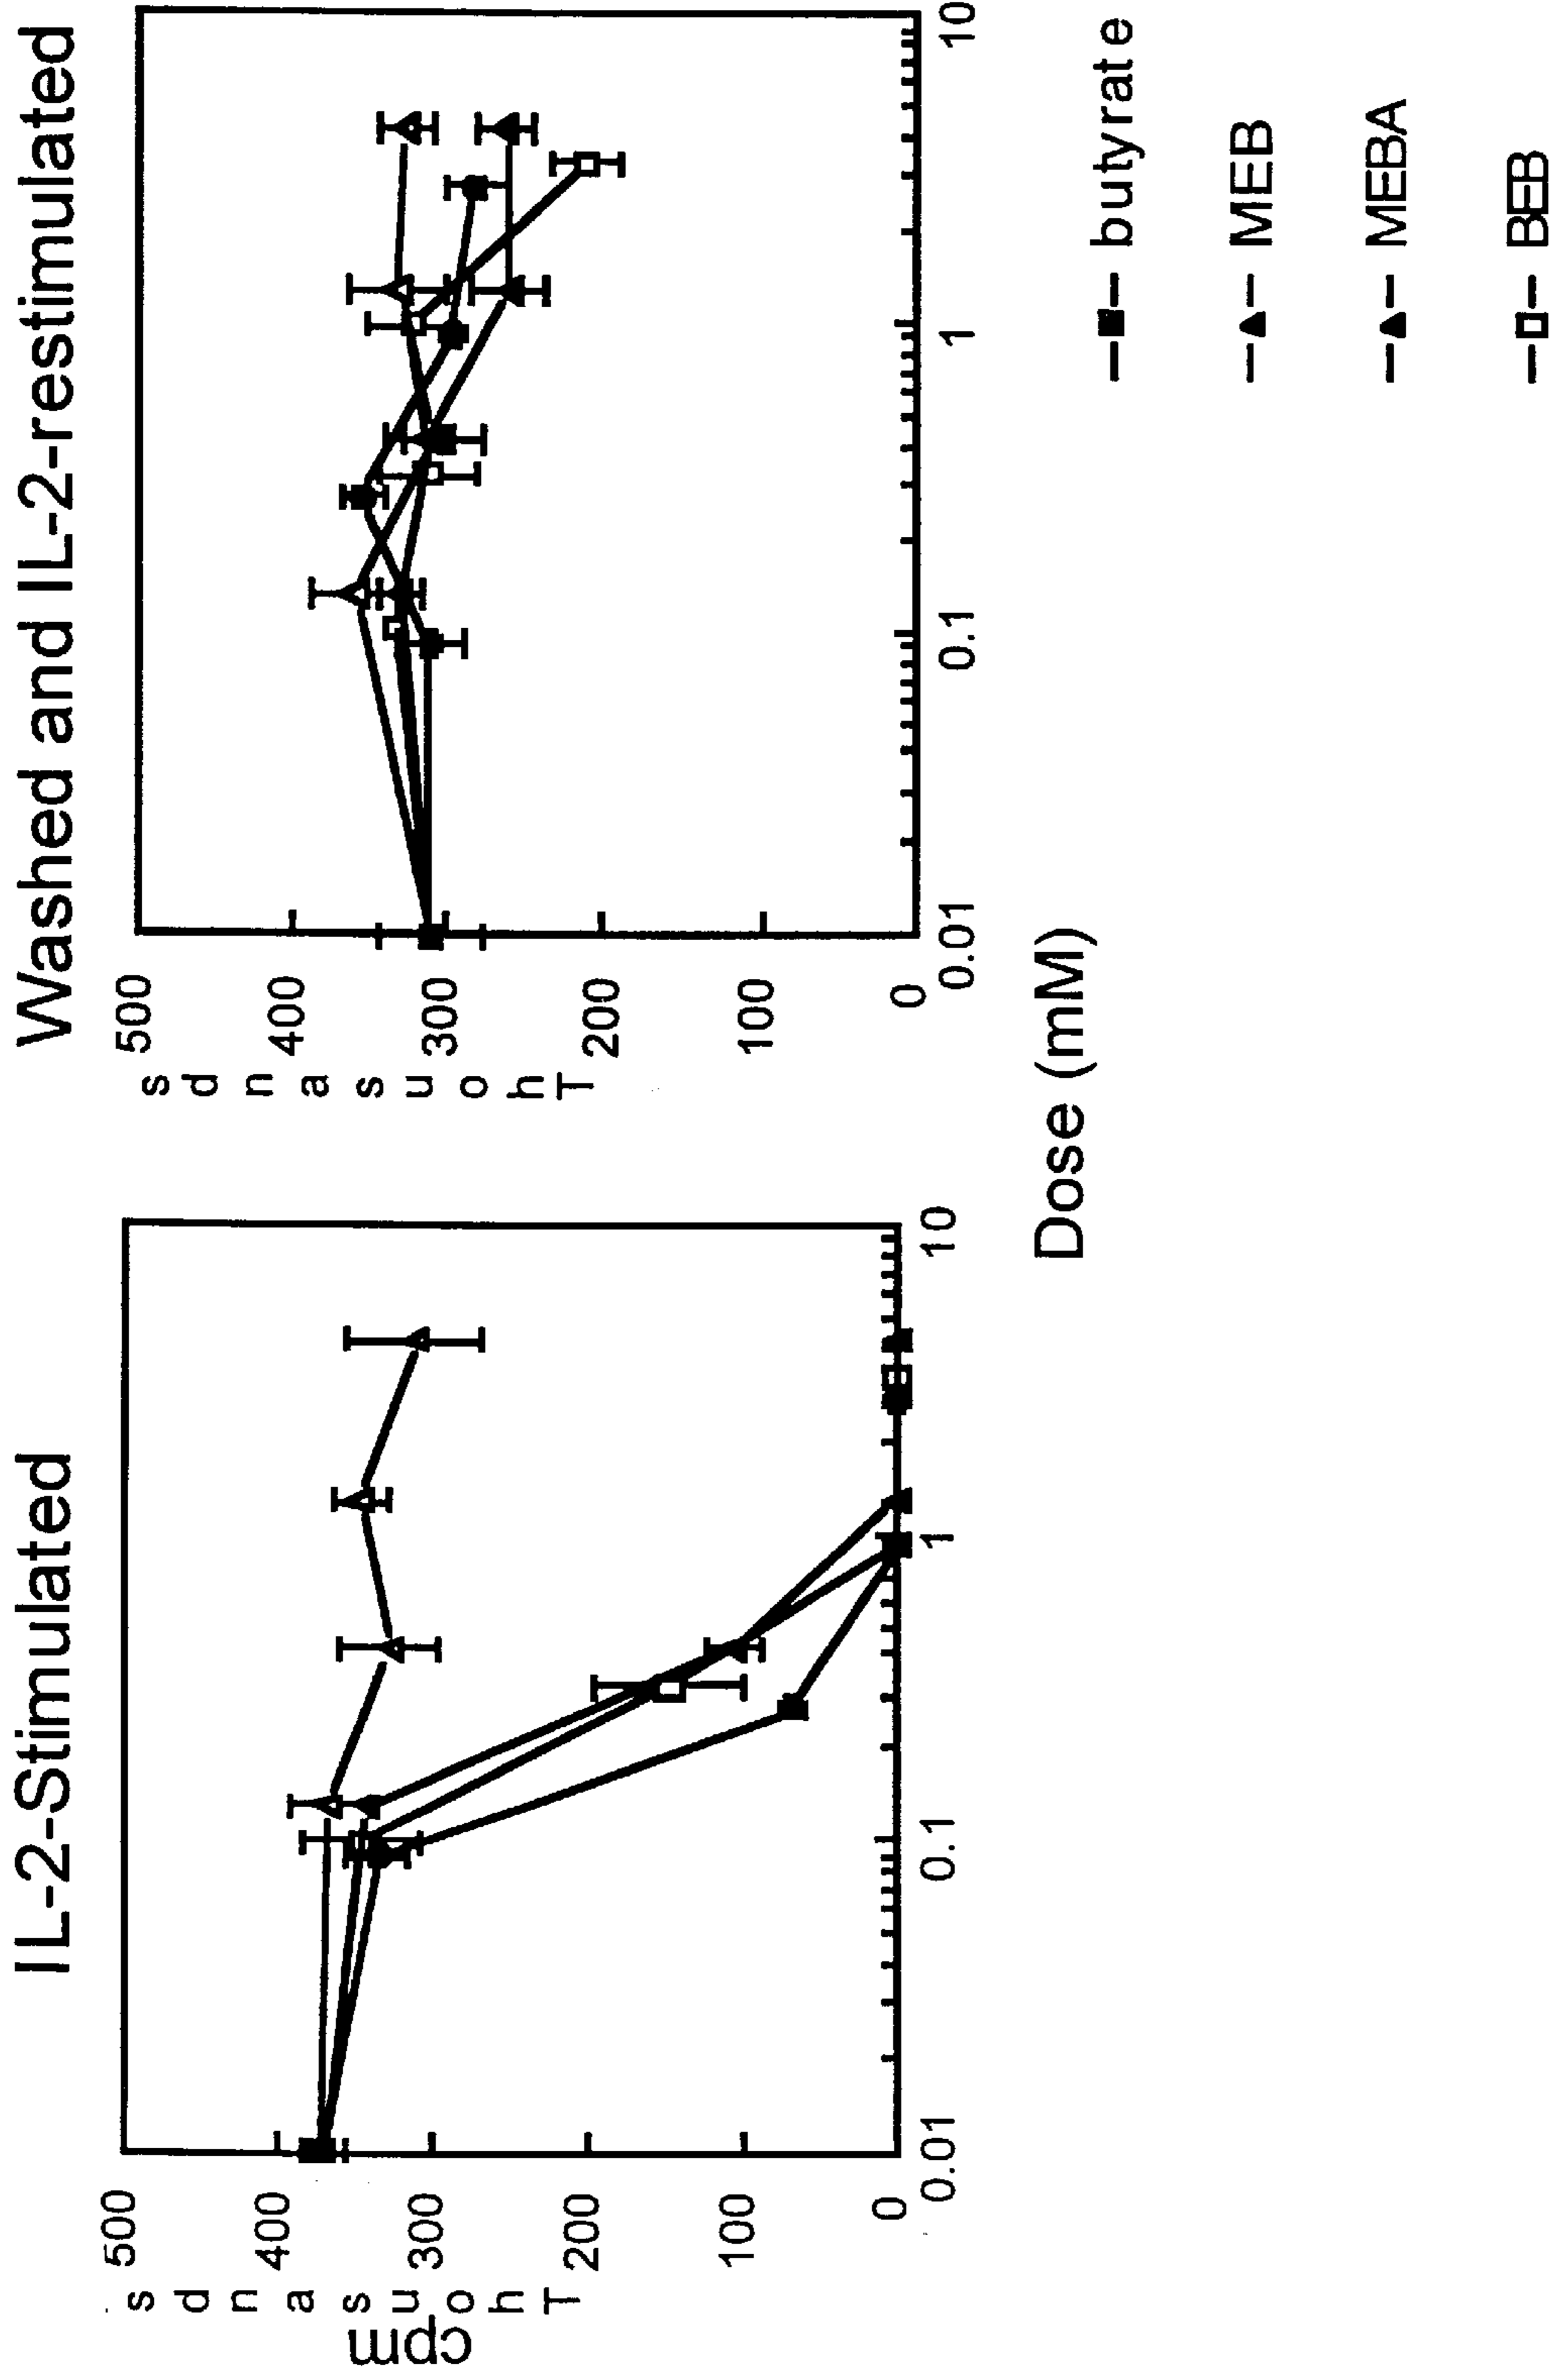 IL-2-Stimulated
500
400
300
200
100
0
Thousands
cpm
0.01
0.1
1
10
Washed and IL-2-restimulated
500
400
300
200
100
0
Thousands
0.01
0.1
1
10
Dose (mM)
butyrate
MEB
MEBA
BEB